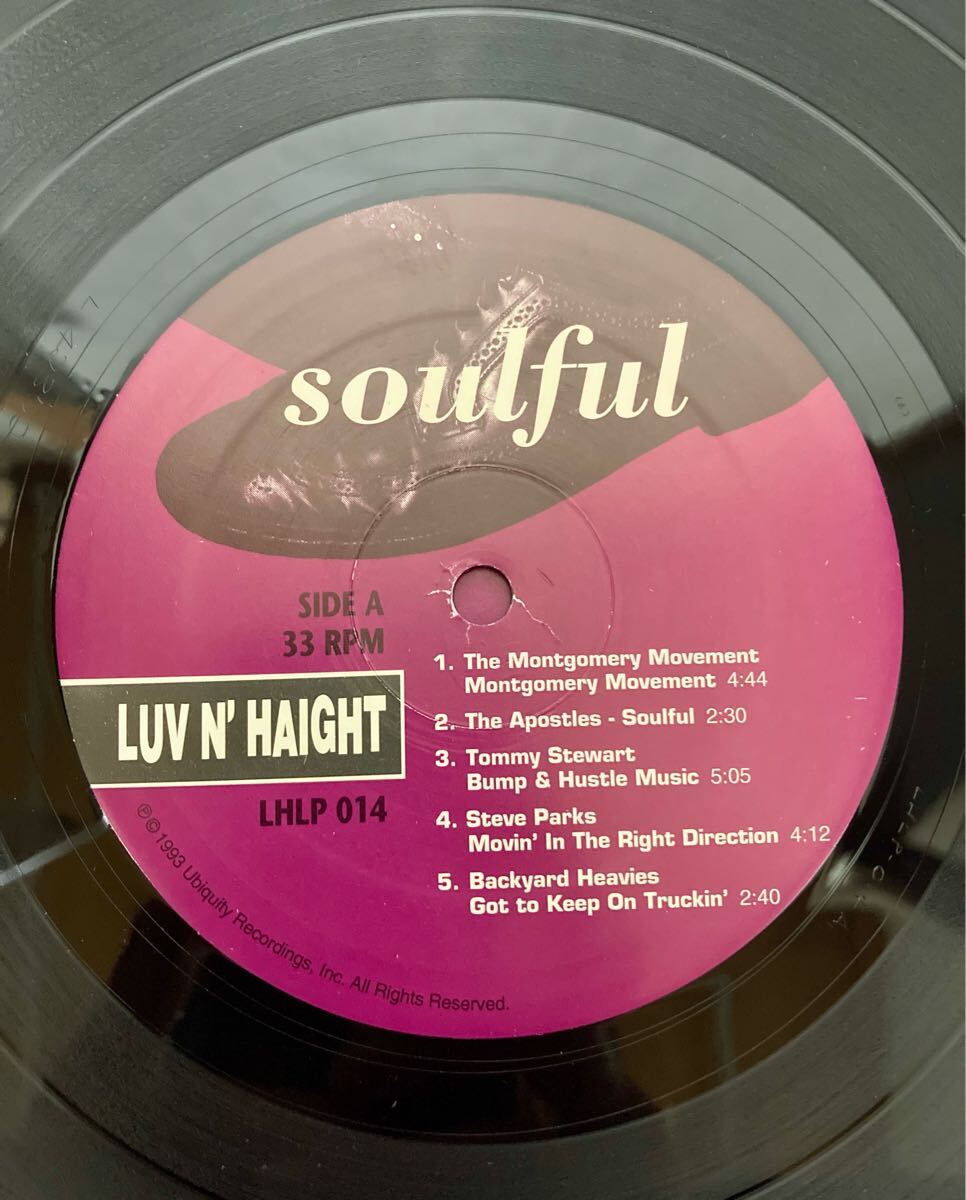 soulful
SIDE A
33 RPM
LUV N' HAIGHT
LHLP 014
1. The Montgomery Movement
Montgomery Movement 4:44
2. The Apostles - Soulful 2:30
3. Tommy Stewart
Bump & Hustle Music 5:05
4. Steve Parks
Movin' In The Right Direction 4:12
5. Backyard Heavies
Got to Keep On Truckin' 2:40
℗© 1993 Ubiquity Recordings, Inc. All Rights Reserved.